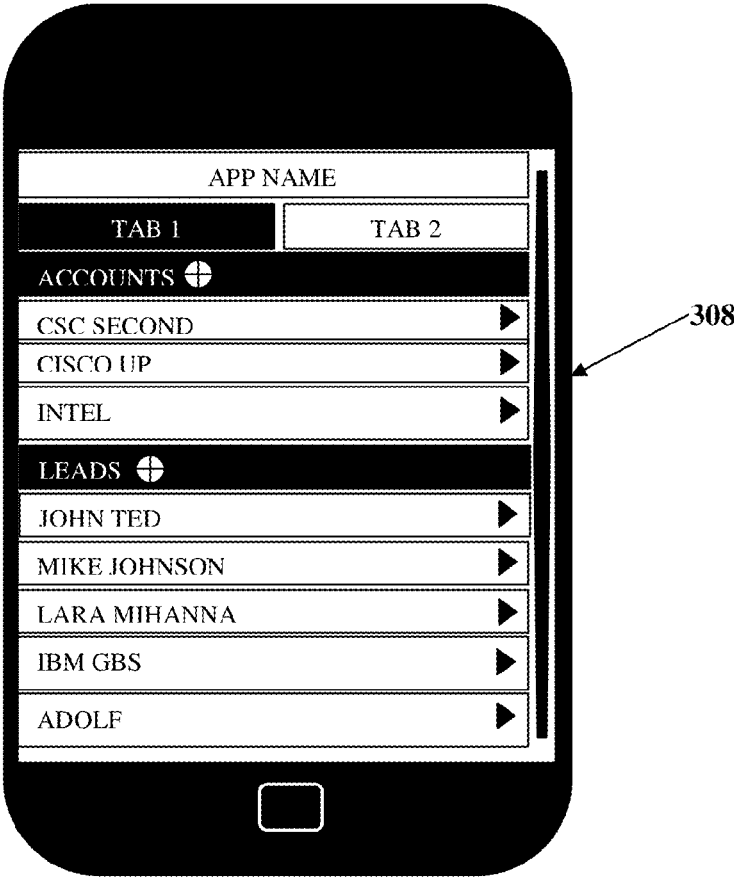 APP NAME
TAB 1 TAB 2
ACCOUNTS
CSC SECOND
CISCO UP
INTEL
LEADS
JOHN TED
MIKE JOHNSON
LARA MIHANNA
IBM GBS
ADOLF
308